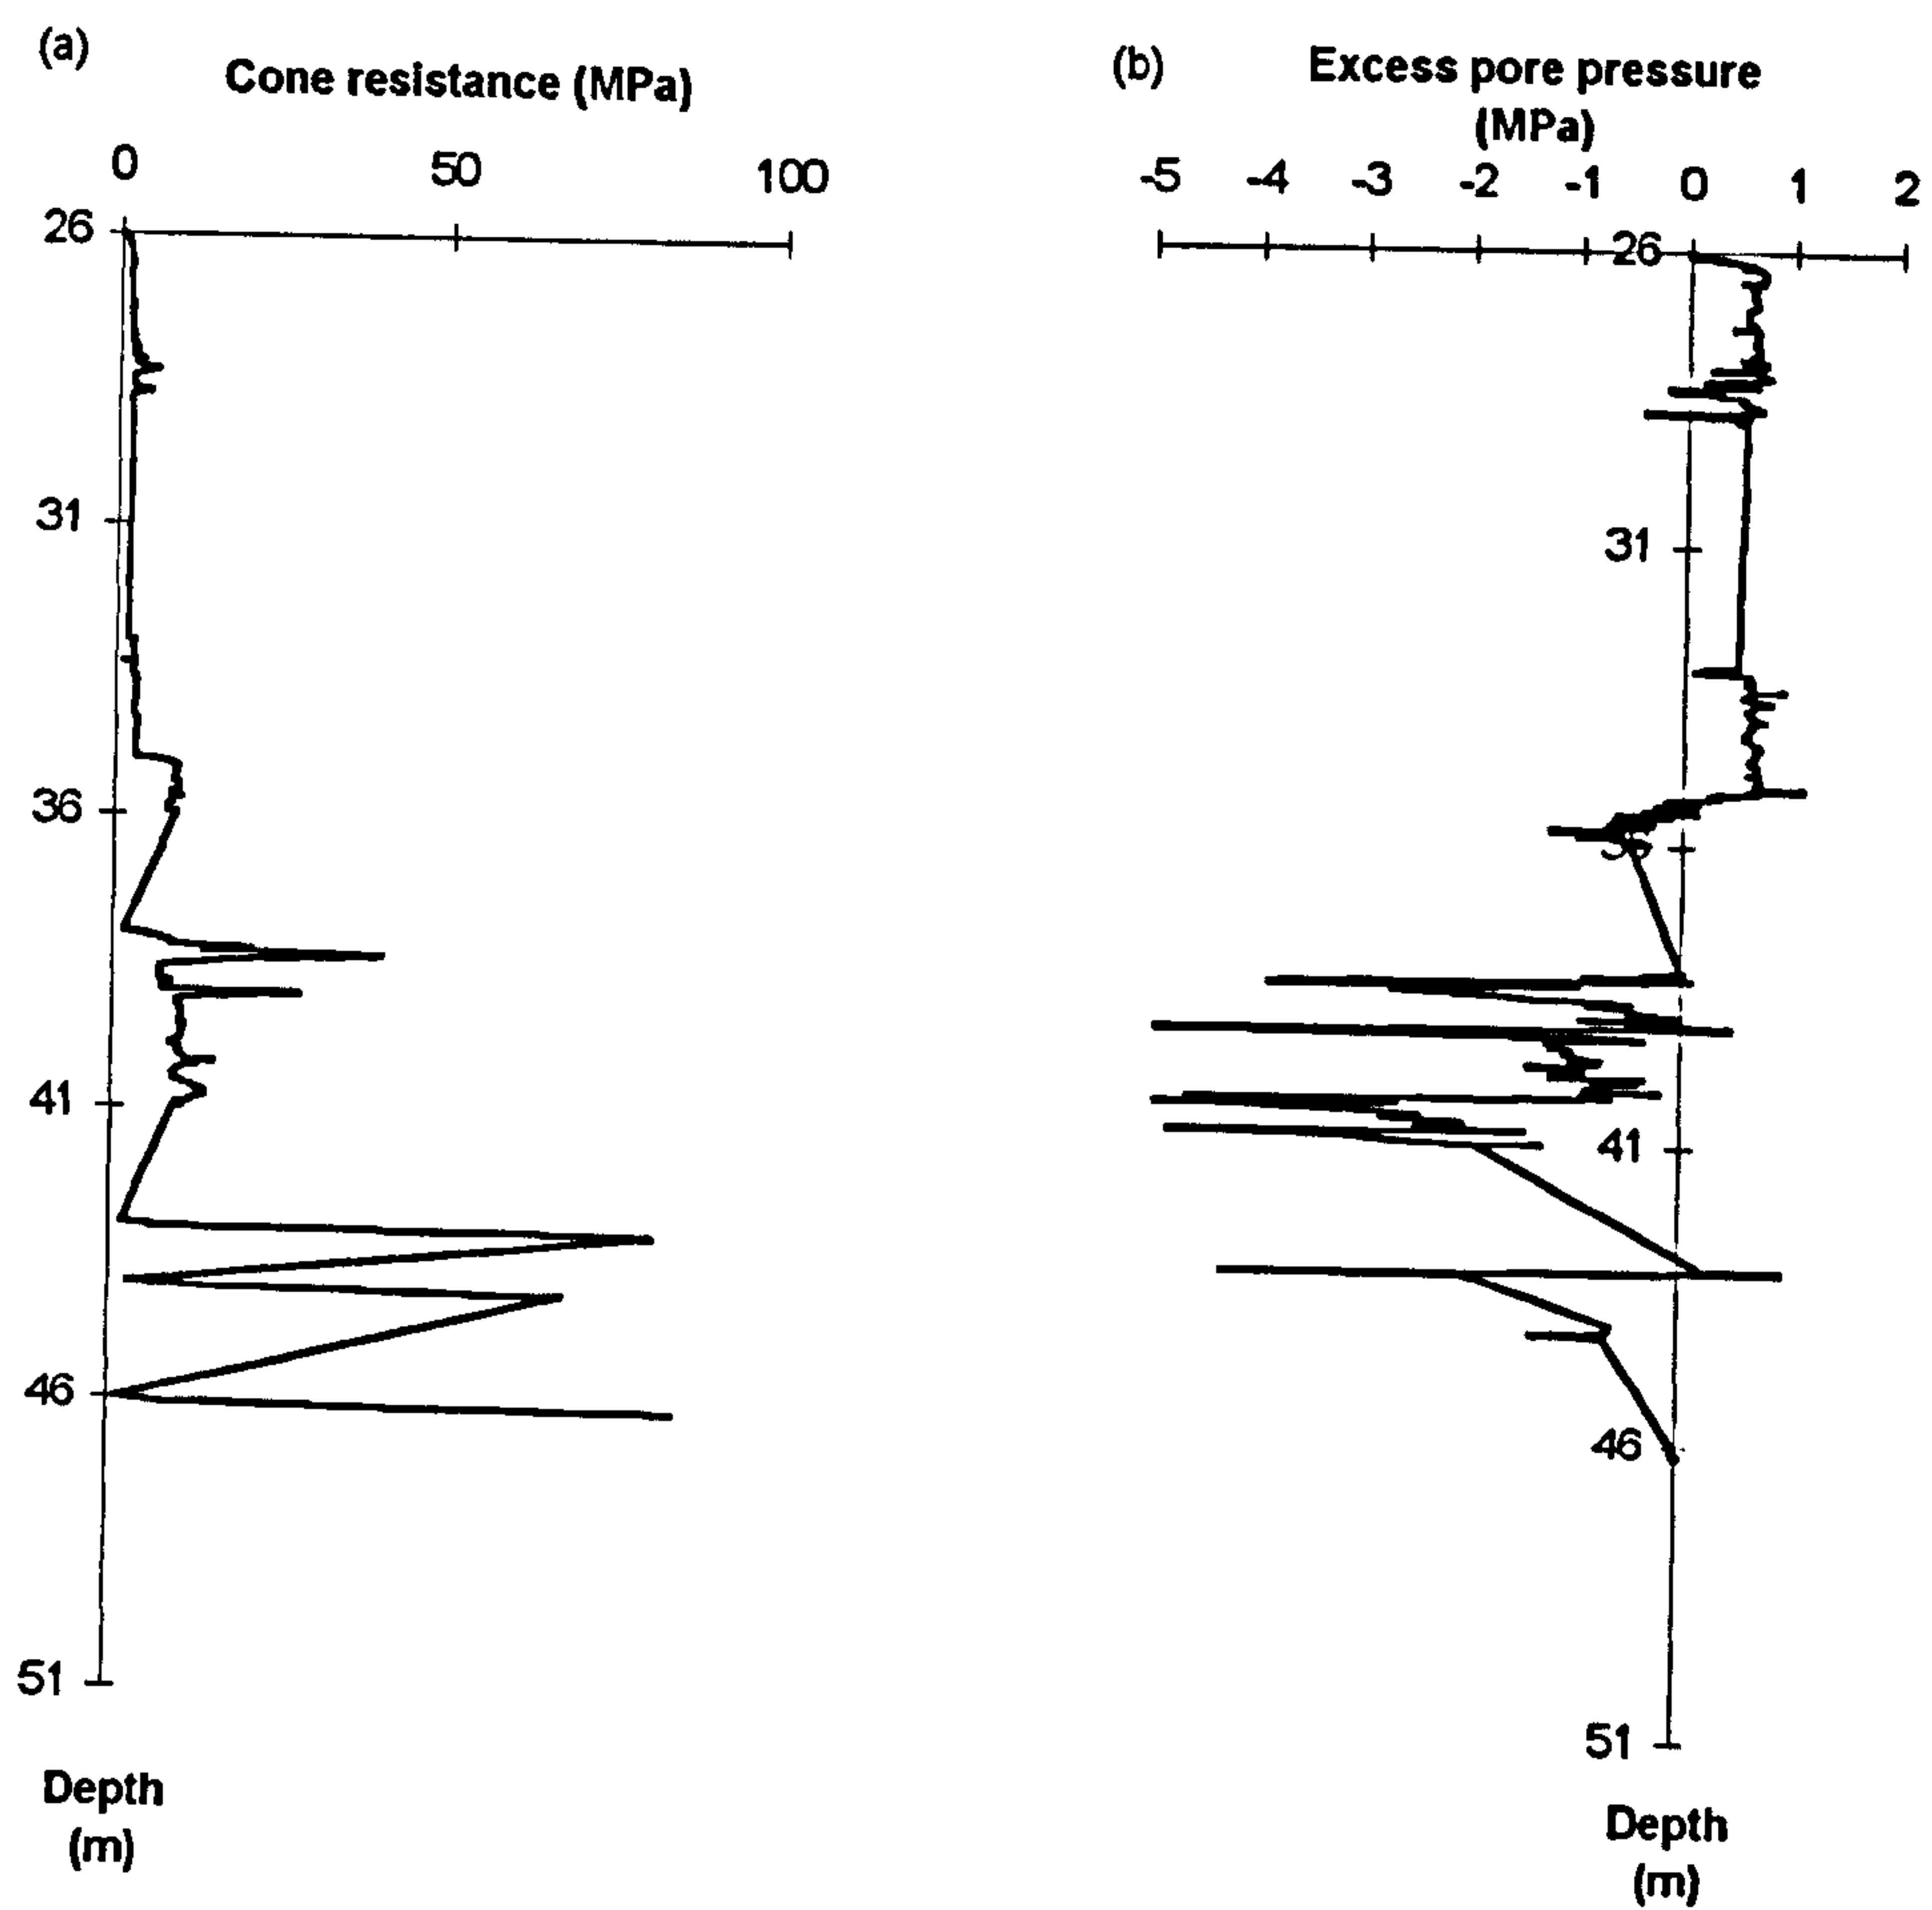 (a)
Cone resistance (MPa)
0 50 100
26
31
36
41
46
51
Depth
(m)
(b)
Excess pore pressure
(MPa)
-5 -4 -3 -2 -1 0 1 2
26
31
41
46
51
Depth
(m)